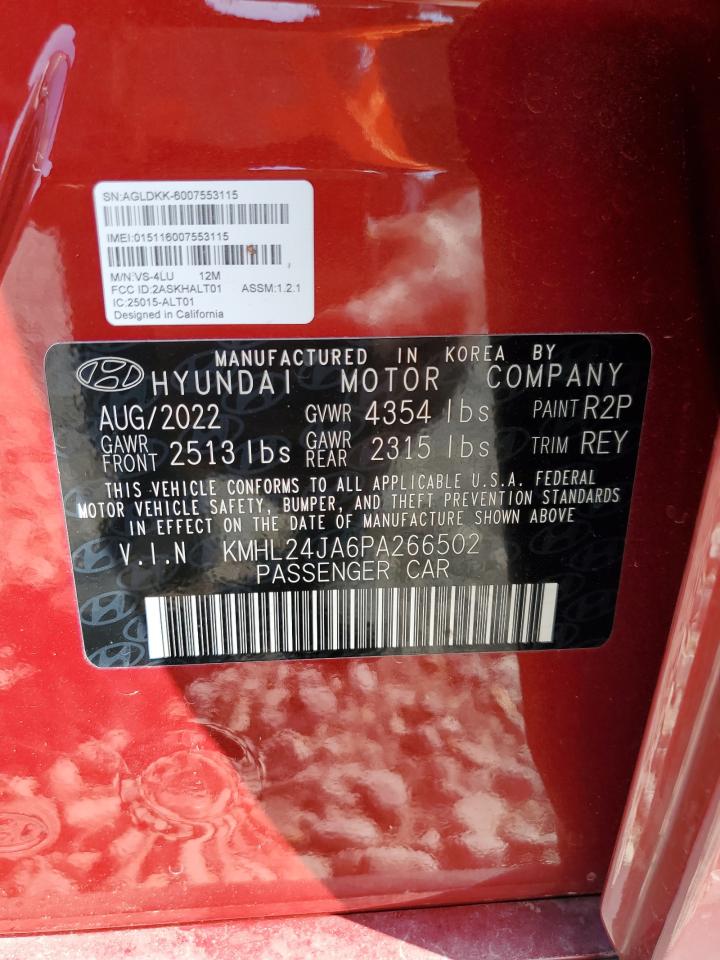 SN:AGLDKK-6007553115
IMEI:015116007553115
M/N:VS-4LU 12M
FCC ID:2ASKHALT01 ASSM:1.2.1
IC:25015-ALT01
Designed in California
MANUFACTURED IN KOREA BY
HYUNDAI MOTOR COMPANY
AUG/2022 GVWR 4354 lbs PAINT R2P
GAWR FRONT 2513 lbs GAWR REAR 2315 lbs TRIM REY
THIS VEHICLE CONFORMS TO ALL APPLICABLE U.S.A. FEDERAL
MOTOR VEHICLE SAFETY, BUMPER, AND THEFT PREVENTION STANDARDS
IN EFFECT ON THE DATE OF MANUFACTURE SHOWN ABOVE
V.I.N KMHL24JA6PA266502
PASSENGER CAR